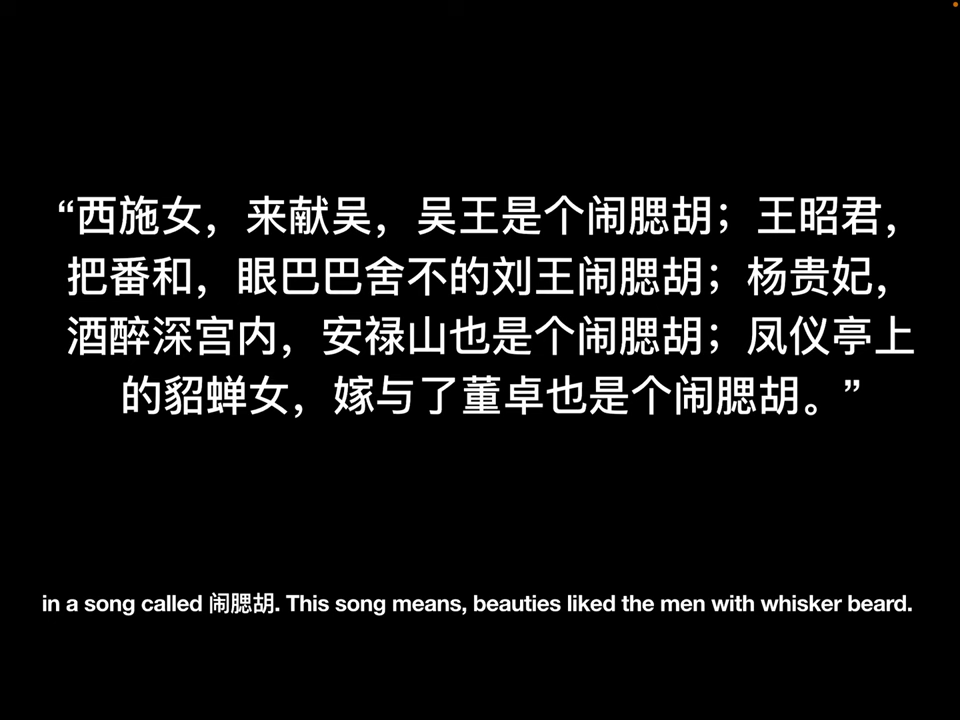 “西施女，来献吴，吴王是个闹腮胡；王昭君，
把番和，眼巴巴舍不的刘王闹腮胡；杨贵妃，
酒醉深宫内，安禄山也是个闹腮胡；凤仪亭上
的貂蝉女，嫁与了董卓也是个闹腮胡。”
in a song called 闹腮胡. This song means, beauties liked the men with whisker beard.